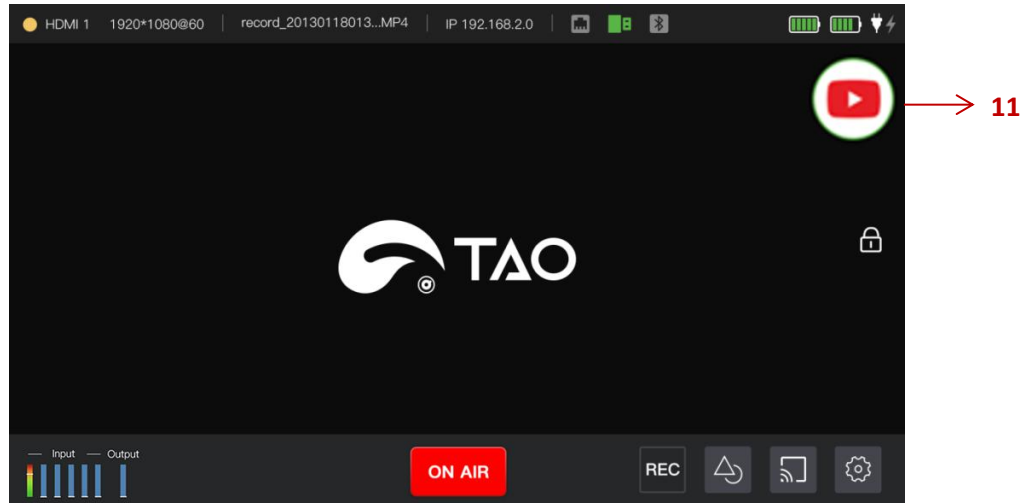 HDMI 1 1920*1080@60 record_20130118013...MP4 IP 192.168.2.0
11
TAO
Input Output
ON AIR REC